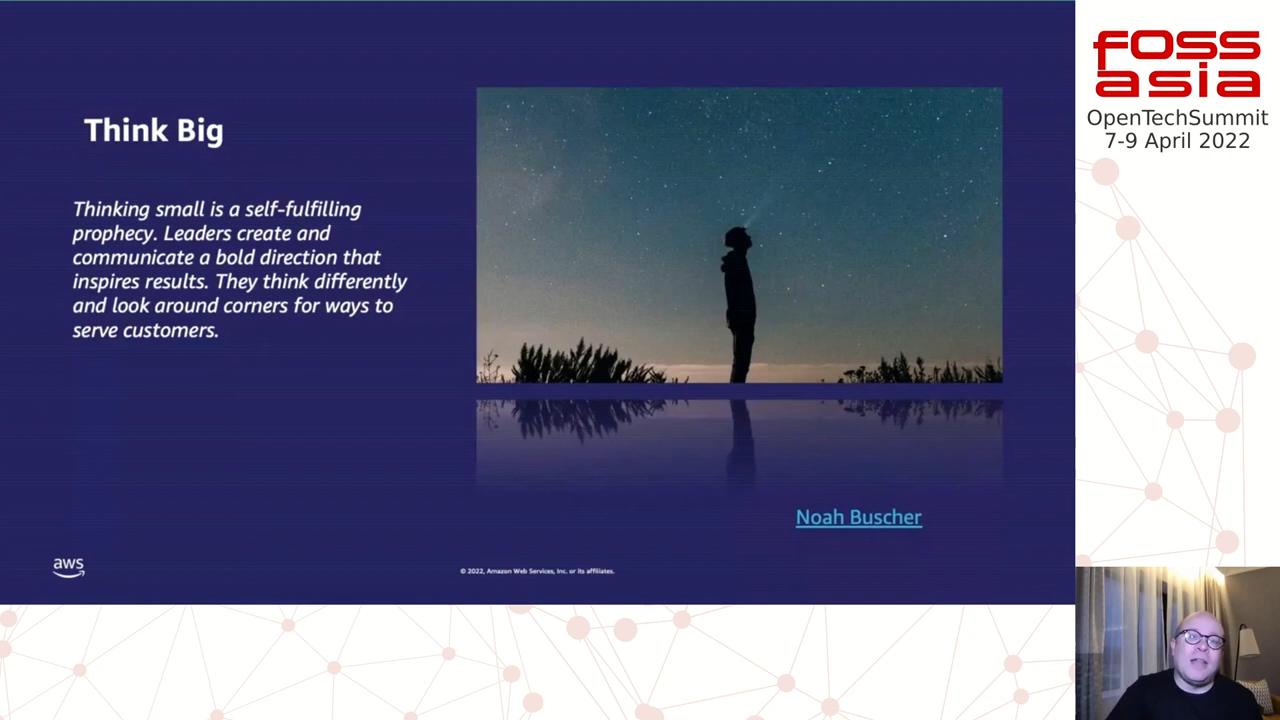 Think Big
Thinking small is a self-fulfilling
prophecy. Leaders create and
communicate a bold direction that
inspires results. They think differently
and look around corners for ways to
serve customers.
Noah Buscher
aws
© 2022, Amazon Web Services, Inc. or its affiliates.
FOSS
asia
OpenTechSummit
7-9 April 2022